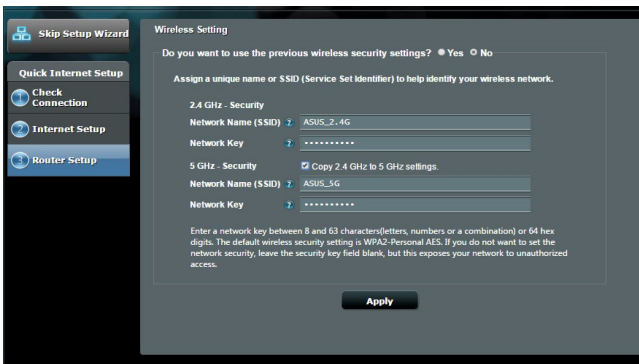 Skip Setup Wizard
Quick Internet Setup
1 Check
Connection
2 Internet Setup
3 Router Setup
Wireless Setting
Do you want to use the previous wireless security settings? Yes No
Assign a unique name or SSID (Service Set Identifier) to help identify your wireless network.
2.4 GHz - Security
Network Name (SSID) ? ASUS_2.4G
Network Key ? ••••••••••
5 GHz - Security Copy 2.4 GHz to 5 GHz settings.
Network Name (SSID) ? ASUS_5G
Network Key ? ••••••••••
Enter a network key between 8 and 63 characters(letters, numbers or a combination) or 64 hex
digits. The default wireless security setting is WPA2-Personal AES. If you do not want to set the
network security, leave the security key field blank, but this exposes your network to unauthorized
access.
Apply